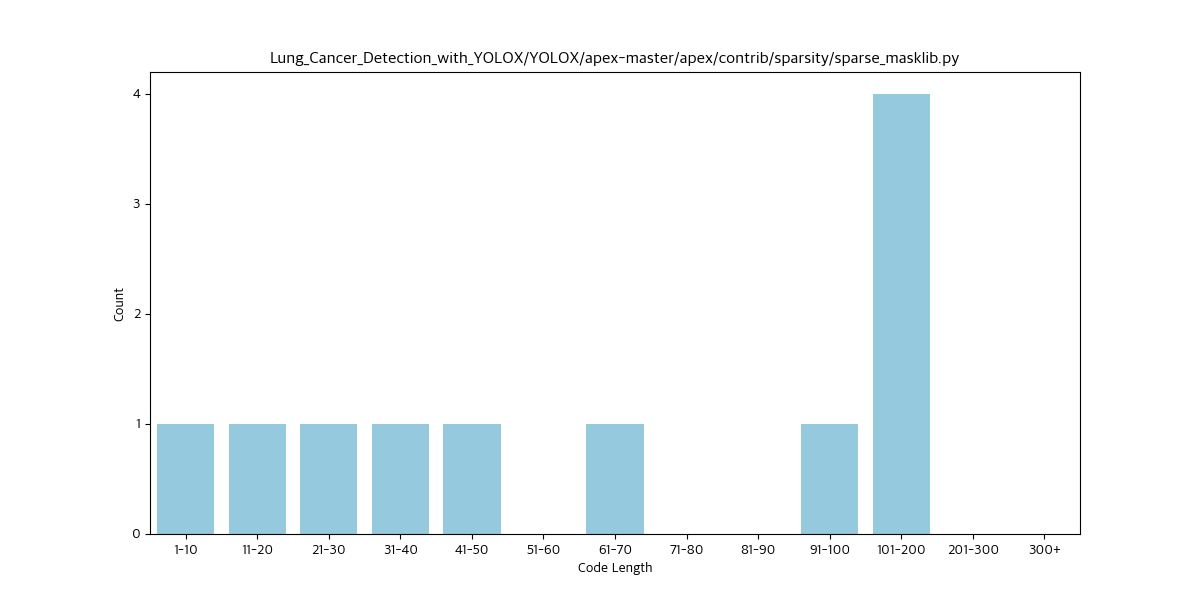 Lung_Cancer_Detection_with_YOLOX/YOLOX/apex-master/apex/contrib/sparsity/sparse_masklib.py
4
3
2
1
0
Count
1-10 11-20 21-30 31-40 41-50 51-60 61-70 71-80 81-90 91-100 101-200 201-300 300+
Code Length